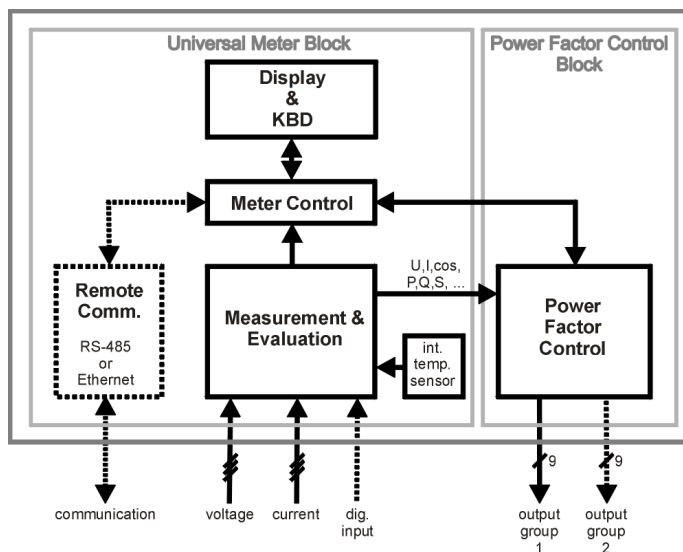 Universal Meter Block
Power Factor Control
Block
Display
&
KBD
Meter Control
Remote
Comm.
RS-485
or
Ethernet
Measurement &
Evaluation
U,I,cos,
P,Q,S, ...
int.
temp.
sensor
Power
Factor
Control
9
9
communication
voltage
current
dig.
input
output
group
1
output
group
2